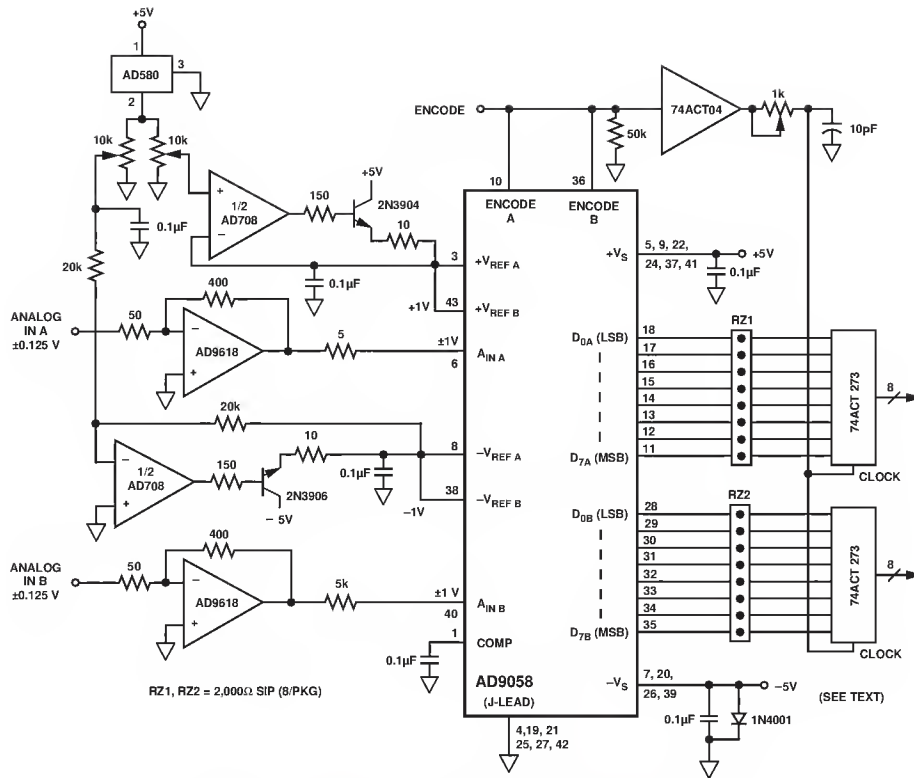 +5V
1
AD580
3
2
10k
10k
0.1µF
20k
+
–
1/2
AD708
150
+5V
2N3904
10
0.1µF
ENCODE
50k
74ACT04
1k
10pF
10
36
ENCODE
A
ENCODE
B
3
+VREF A
43
+VREF B
+1V
+VS
5, 9, 22,
24, 37, 41
+5V
0.1µF
ANALOG
IN A
±0.125 V
50
400
–
+
AD9618
5
±1V
6
AIN A
D0A (LSB)
D7A (MSB)
18
17
16
15
14
13
12
11
RZ1
74ACT 273
8
CLOCK
20k
–
+
1/2
AD708
150
10
2N3906
– 5V
0.1µF
8
–VREF A
38
–VREF B
–1V
D0B (LSB)
D7B (MSB)
28
29
30
31
32
33
34
35
RZ2
74ACT 273
8
CLOCK
ANALOG
IN B
±0.125 V
50
400
–
+
AD9618
5k
±1 V
40
AIN B
1
COMP
0.1µF
AD9058
(J-LEAD)
4,19, 21
25, 27, 42
–VS
7, 20,
26, 39
–5V
0.1µF
1N4001
(SEE TEXT)
RZ1, RZ2 = 2,000Ω SIP (8/PKG)